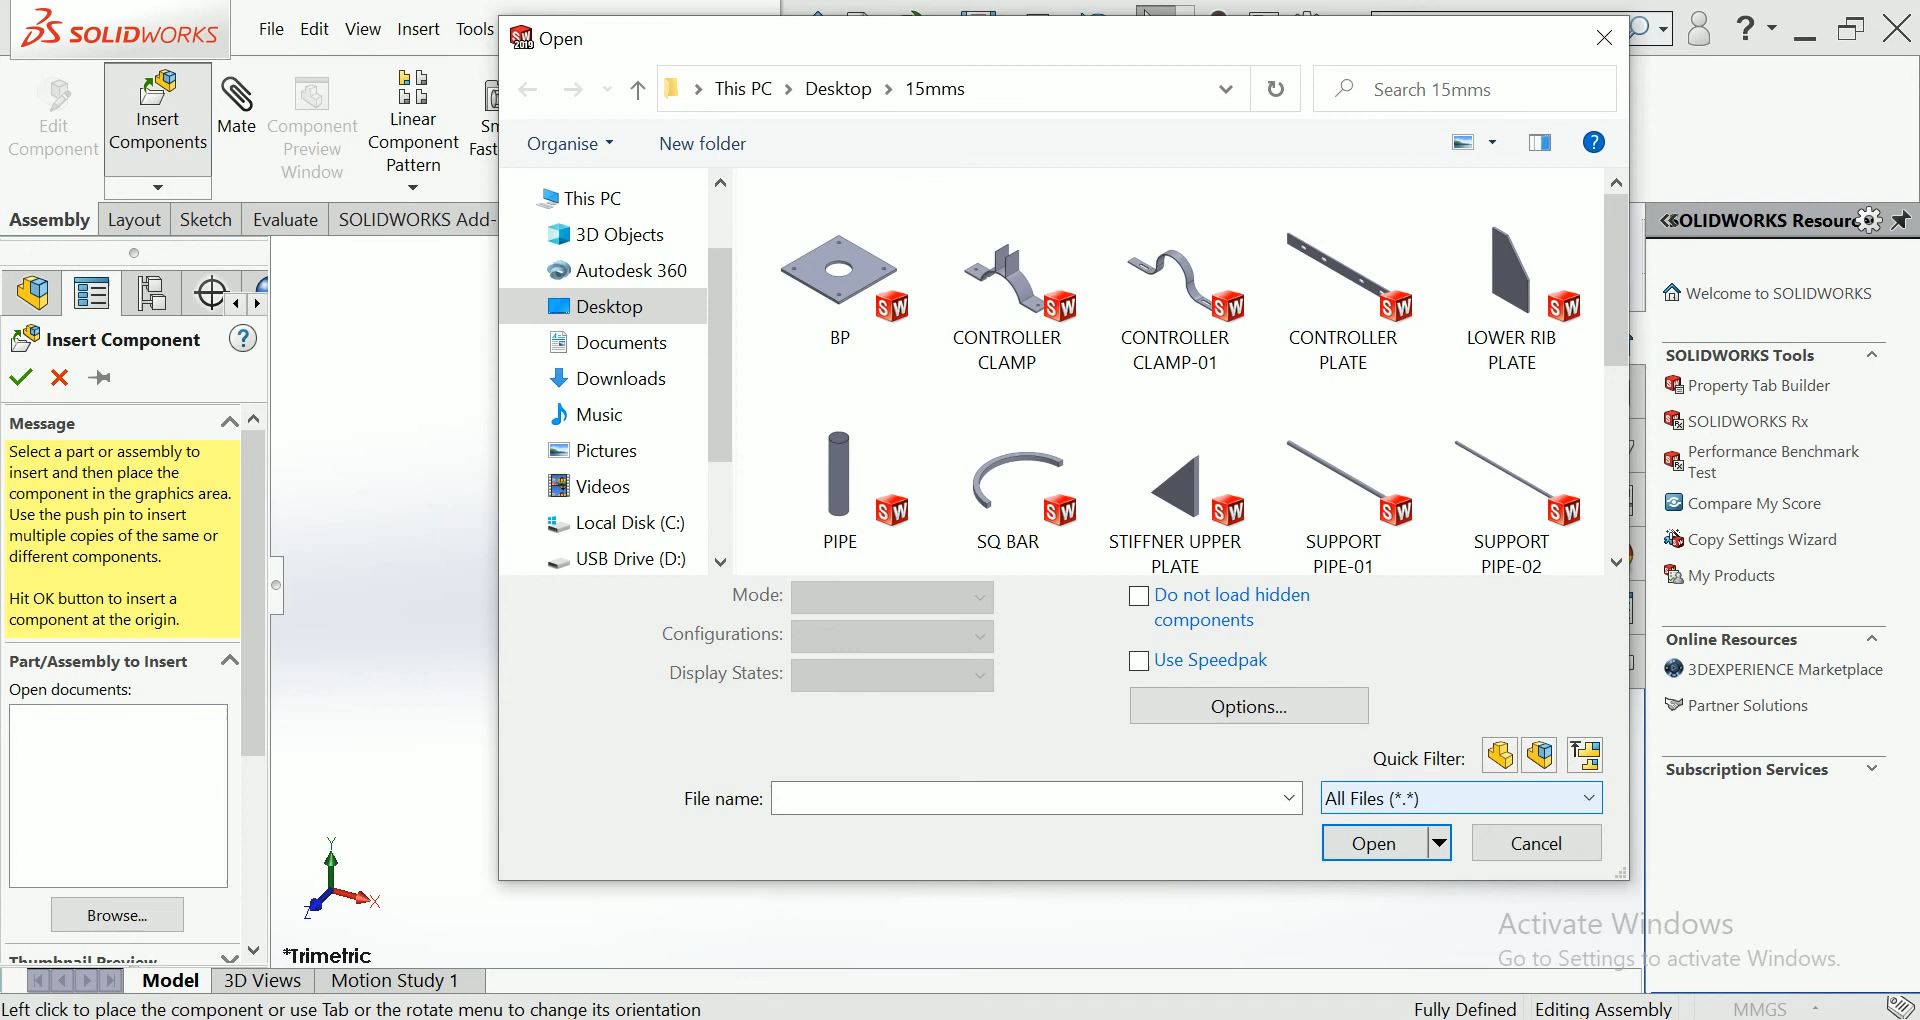 SOLIDWORKS
File Edit View Insert Tools
Edit Component
Insert Components
Mate
Component Preview Window
Linear Component Pattern
Assembly Layout Sketch Evaluate SOLIDWORKS Add-
Insert Component
Message
Select a part or assembly to
insert and then place the
component in the graphics area.
Use the push pin to insert
multiple copies of the same or
different components.
Hit OK button to insert a
component at the origin.
Part/Assembly to Insert
Open documents:
Browse...
Thumbnail Preview
Open
This PC > Desktop > 15mms
Search 15mms
Organise New folder
This PC
3D Objects
Autodesk 360
Desktop
Documents
Downloads
Music
Pictures
Videos
Local Disk (C:)
USB Drive (D:)
BP
CONTROLLER CLAMP
CONTROLLER CLAMP-01
CONTROLLER PLATE
LOWER RIB PLATE
PIPE
SQ BAR
STIFFNER UPPER PLATE
SUPPORT PIPE-01
SUPPORT PIPE-02
Mode:
Configurations:
Display States:
Do not load hidden
components
Use Speedpak
Options...
Quick Filter:
File name:
All Files (*.*)
Open
Cancel
SOLIDWORKS Resour
Welcome to SOLIDWORKS
SOLIDWORKS Tools
Property Tab Builder
SOLIDWORKS Rx
Performance Benchmark
Test
Compare My Score
Copy Settings Wizard
My Products
Online Resources
3DEXPERIENCE Marketplace
Partner Solutions
Subscription Services
Activate Windows
Go to Settings to activate Windows.
Y
X
Z
*Trimetric
Model 3D Views Motion Study 1
Left click to place the component or use Tab or the rotate menu to change its orientation
Fully Defined Editing Assembly MMGS